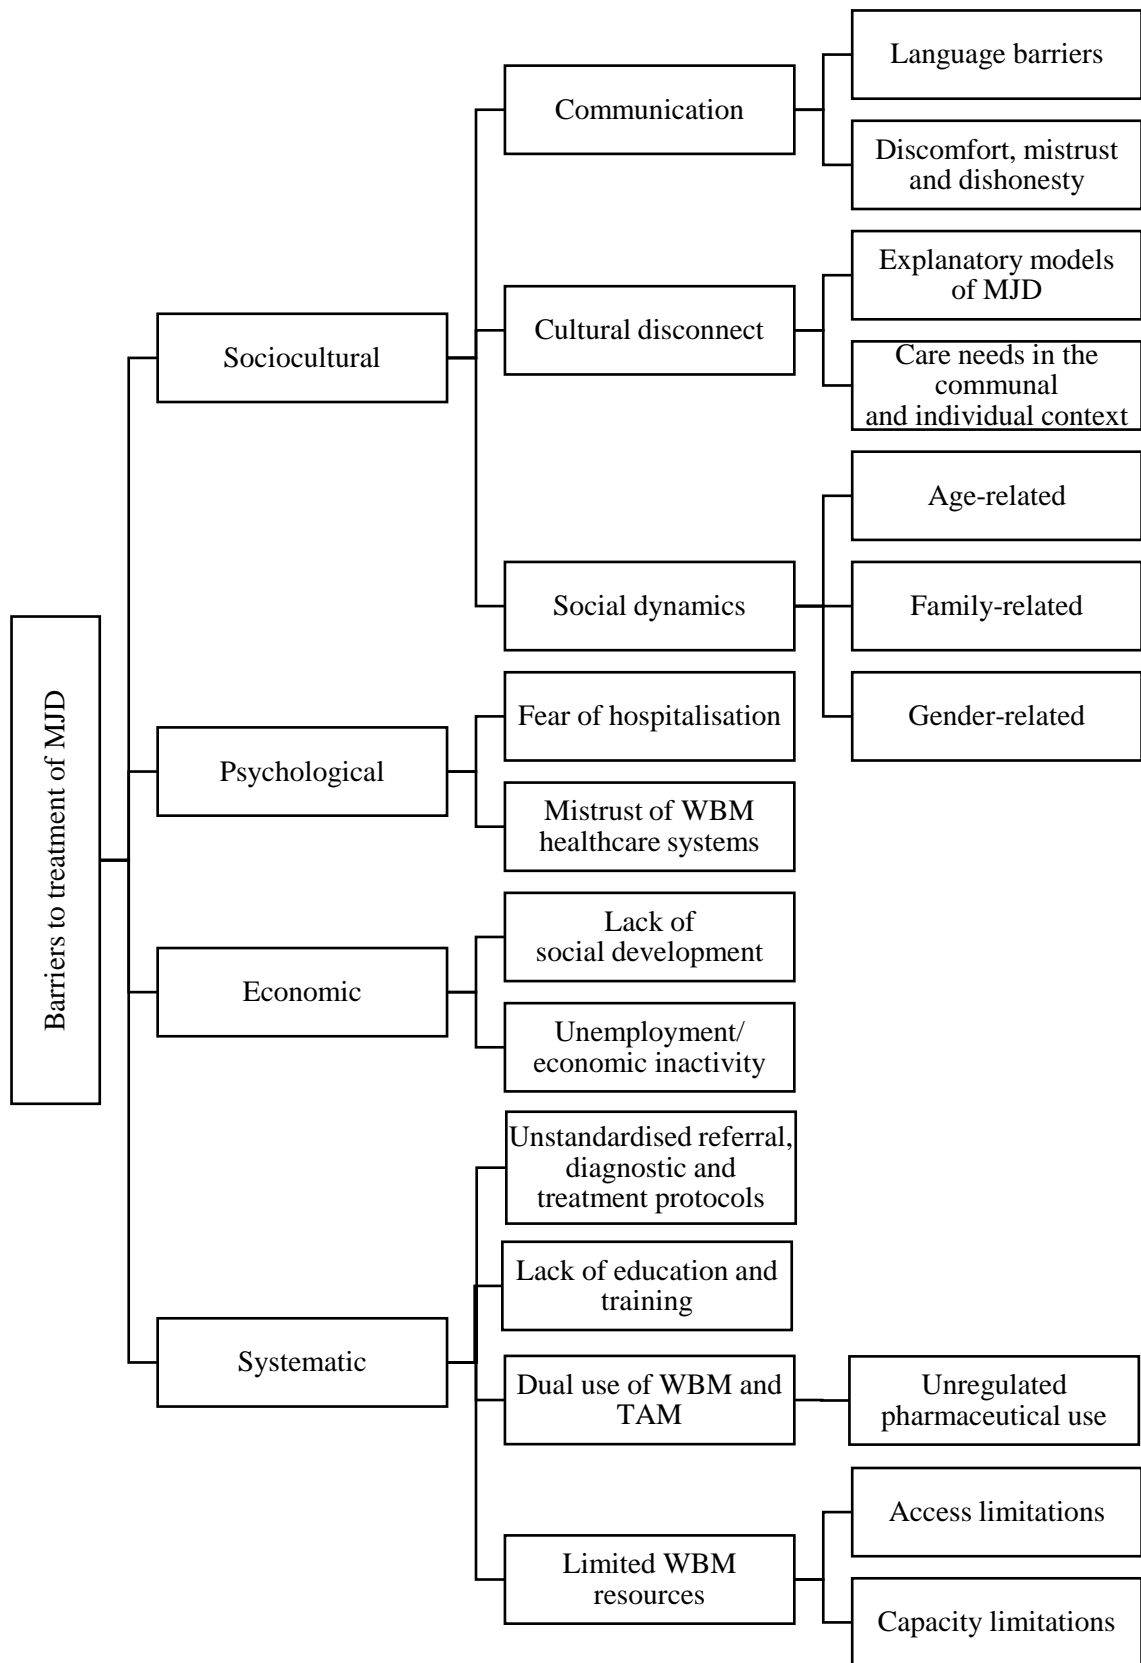 Barriers to treatment of MJD
Sociocultural
Communication
Language barriers
Discomfort, mistrust
and dishonesty
Cultural disconnect
Explanatory models
of MJD
Care needs in the
communal
and individual context
Social dynamics
Age-related
Family-related
Gender-related
Psychological
Fear of hospitalisation
Mistrust of WBM
healthcare systems
Economic
Lack of
social development
Unemployment/
economic inactivity
Systematic
Unstandardised referral,
diagnostic and
treatment protocols
Lack of education and
training
Dual use of WBM and
TAM
Unregulated
pharmaceutical use
Limited WBM
resources
Access limitations
Capacity limitations